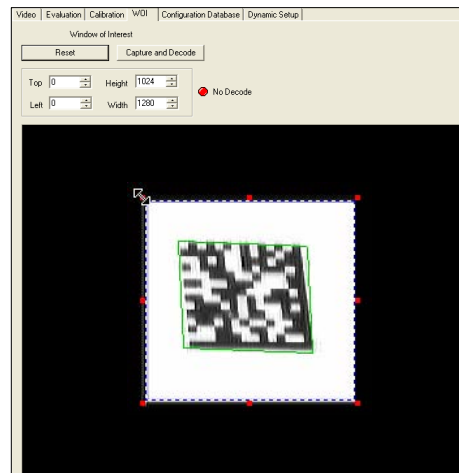 Video Evaluation Calibration WOI Configuration Database Dynamic Setup
Window of Interest
Reset Capture and Decode
Top 0 Height 1024
Left 0 Width 1280
No Decode